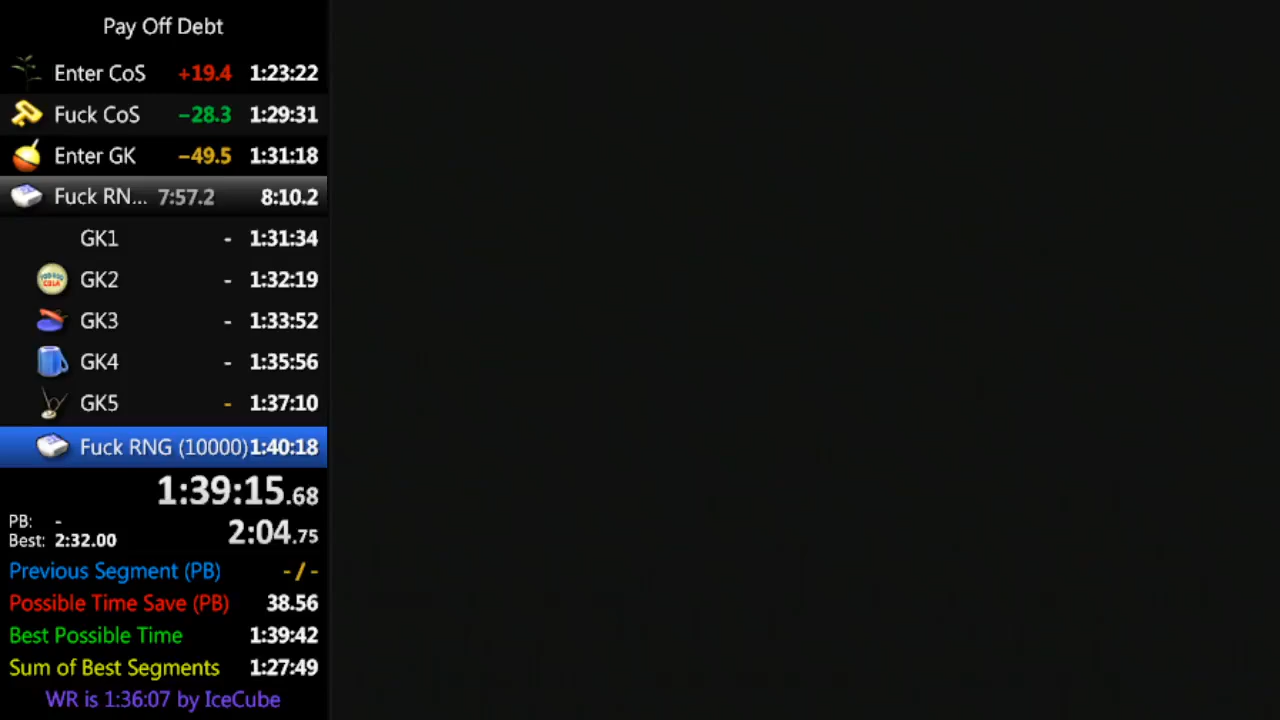 Pay Off Debt
Enter CoS +19.4 1:23:22
Fuck CoS −28.3 1:29:31
Enter GK −49.5 1:31:18
Fuck RN... 7:57.2 8:10.2
GK1 - 1:31:34
GK2 - 1:32:19
GK3 - 1:33:52
GK4 - 1:35:56
GK5 - 1:37:10
Fuck RNG (10000) 1:40:18
1:39:15.68
PB: -
Best: 2:32.00 2:04.75
Previous Segment (PB) - / -
Possible Time Save (PB) 38.56
Best Possible Time 1:39:42
Sum of Best Segments 1:27:49
WR is 1:36:07 by IceCube